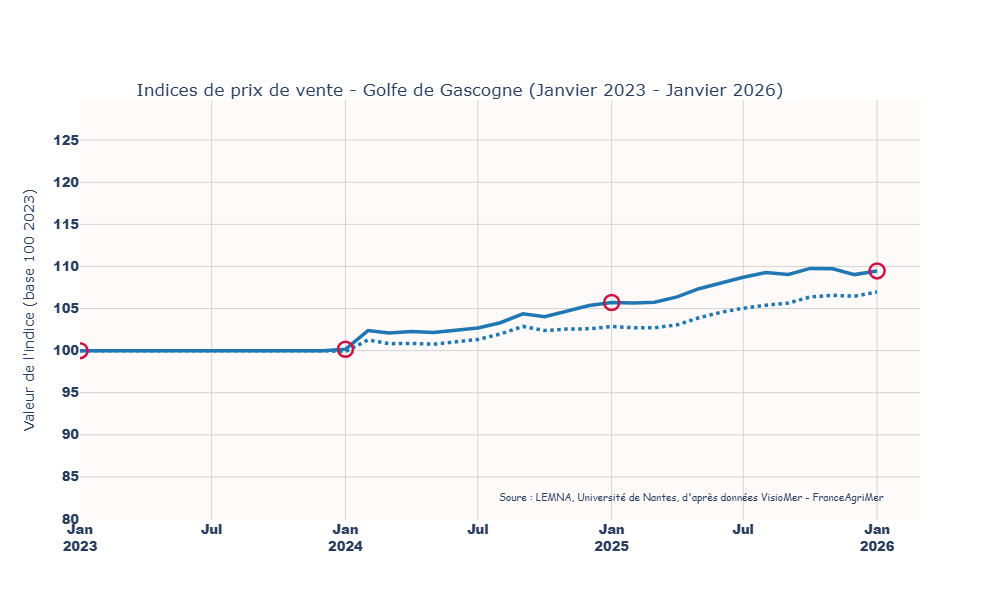 Indices de prix de vente - Golfe de Gascogne (Janvier 2023 - Janvier 2026)
Valeur de l'indice (base 100 2023)
125
120
115
110
105
100
95
90
85
80
Soure : LEMNA, Université de Nantes, d'après données VisioMer - FranceAgriMer
Jan Jul Jan Jul Jan Jul Jan
2023 2024 2025 2026